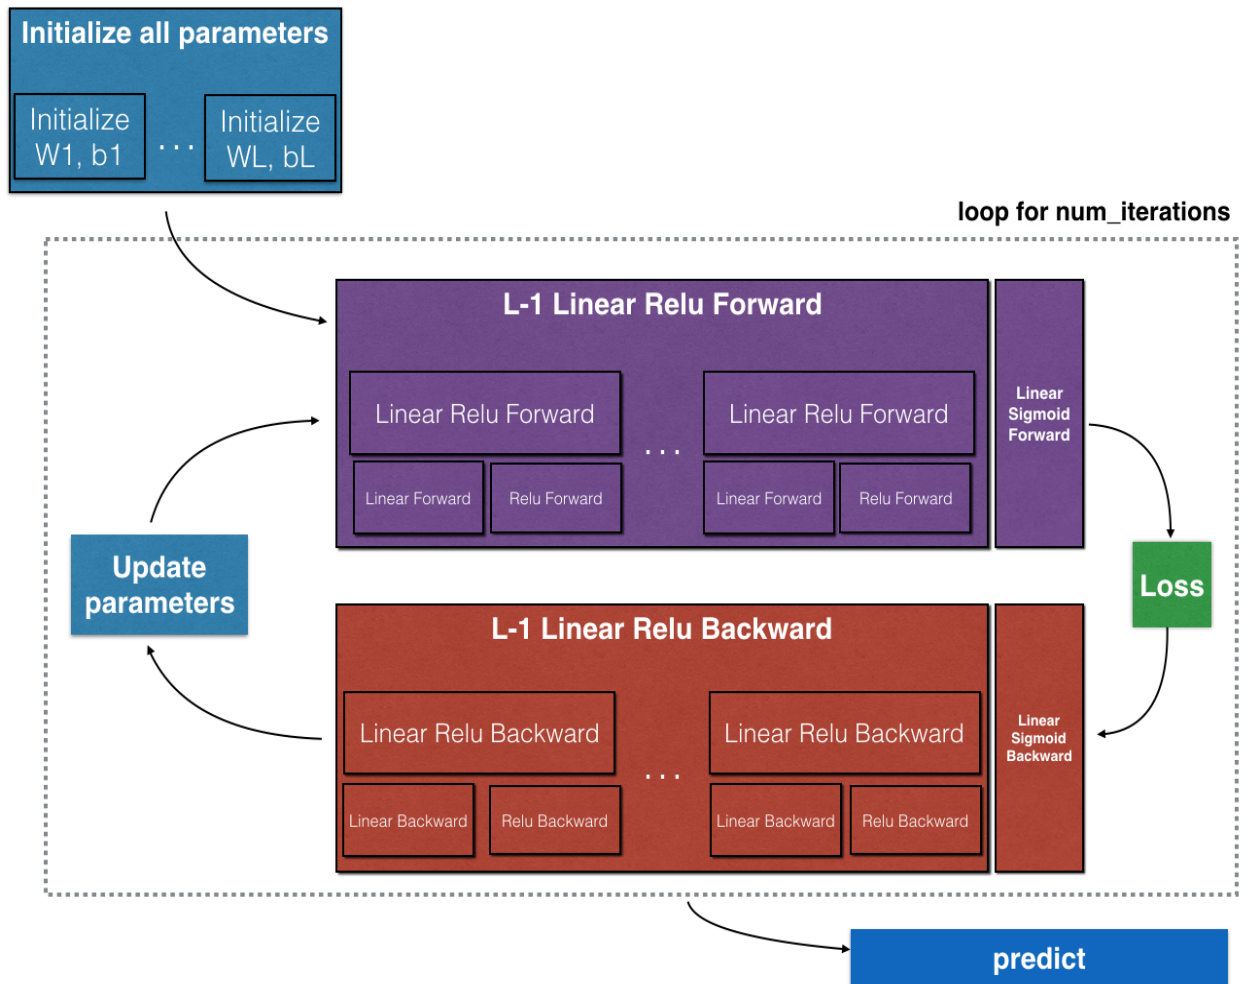 Initialize all parameters
Initialize
W1, b1
...
Initialize
WL, bL
loop for num_iterations
L-1 Linear Relu Forward
Linear Relu Forward
...
Linear Relu Forward
Linear Forward
Relu Forward
Linear Forward
Relu Forward
Linear
Sigmoid
Forward
Update
parameters
Loss
L-1 Linear Relu Backward
Linear Relu Backward
...
Linear Relu Backward
Linear Backward
Relu Backward
Linear Backward
Relu Backward
Linear
Sigmoid
Backward
predict